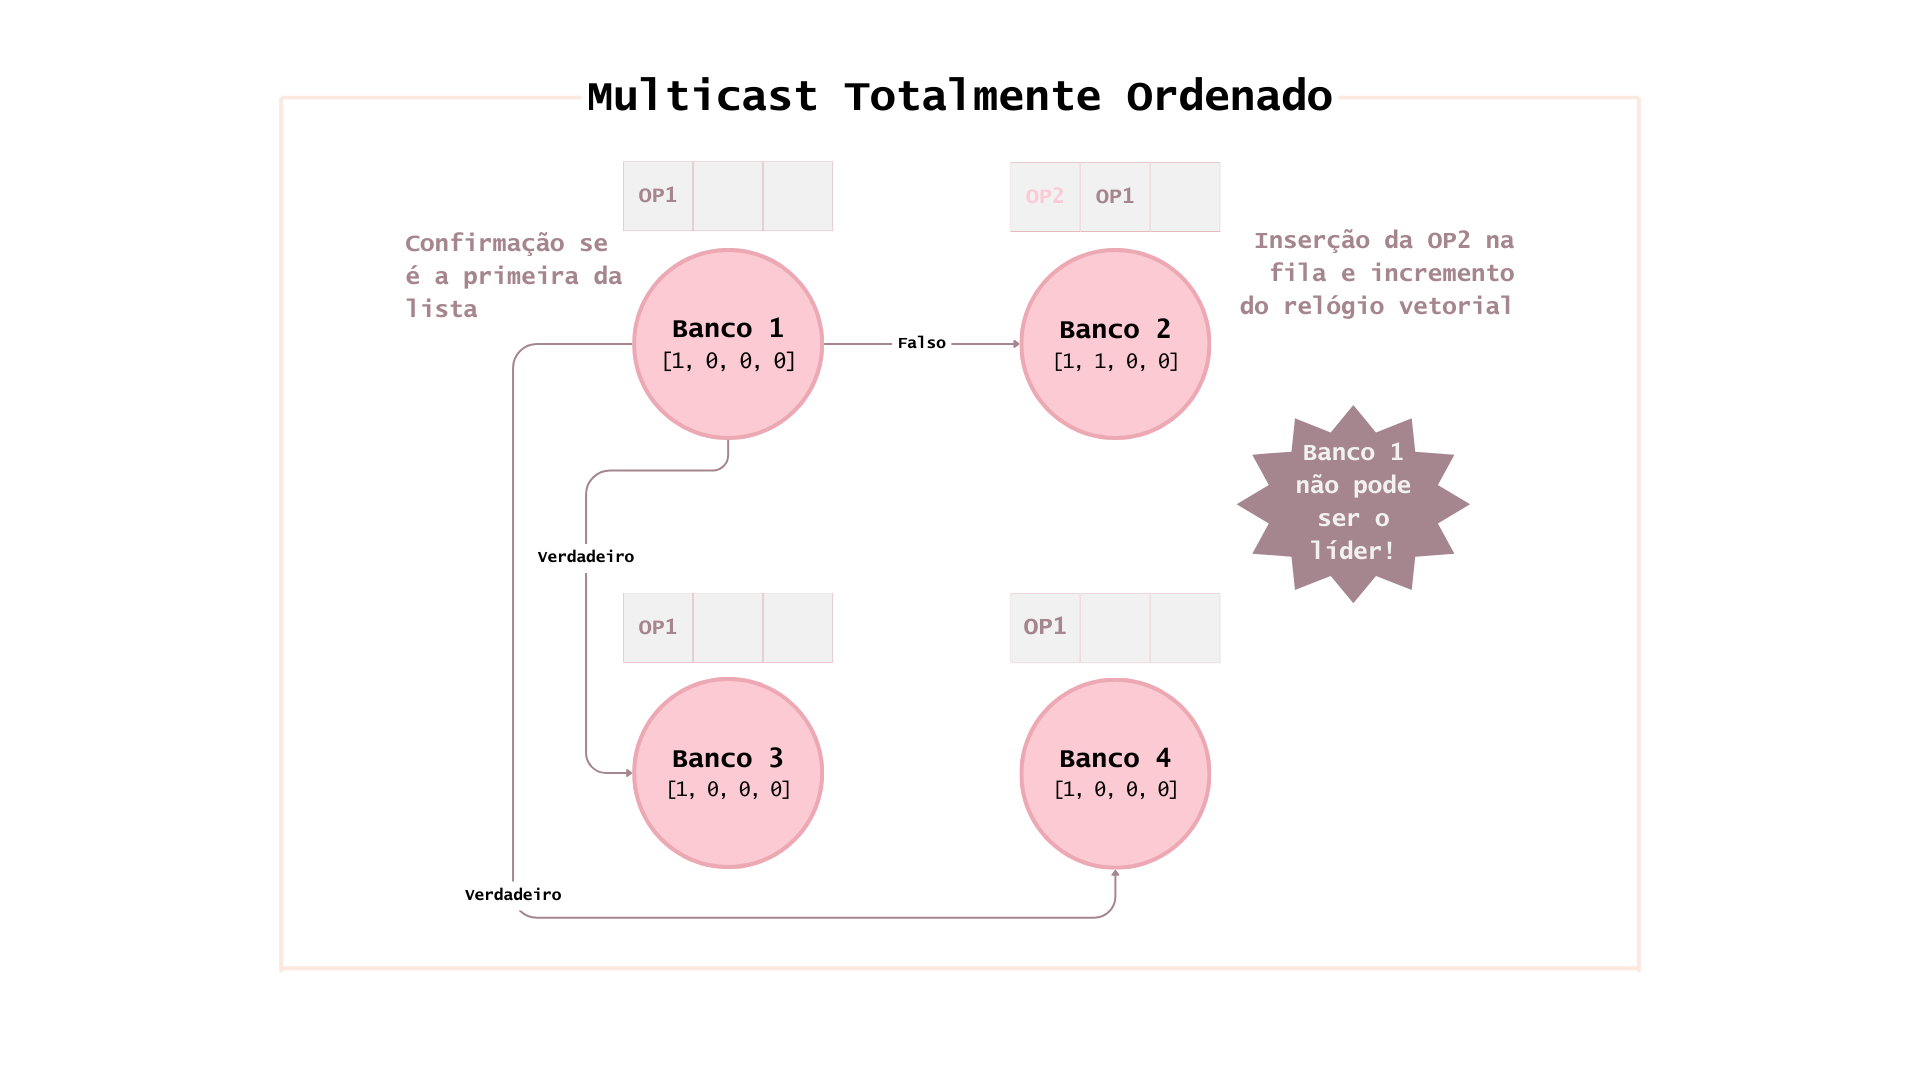 Multicast Totalmente Ordenado
OP1
OP2 OP1
Confirmação se
é a primeira da
lista
Inserção da OP2 na
fila e incremento
do relógio vetorial
Banco 1
[1, 0, 0, 0]
Falso
Banco 2
[1, 1, 0, 0]
Banco 1
não pode
ser o
líder!
Verdadeiro
OP1
OP1
Banco 3
[1, 0, 0, 0]
Banco 4
[1, 0, 0, 0]
Verdadeiro